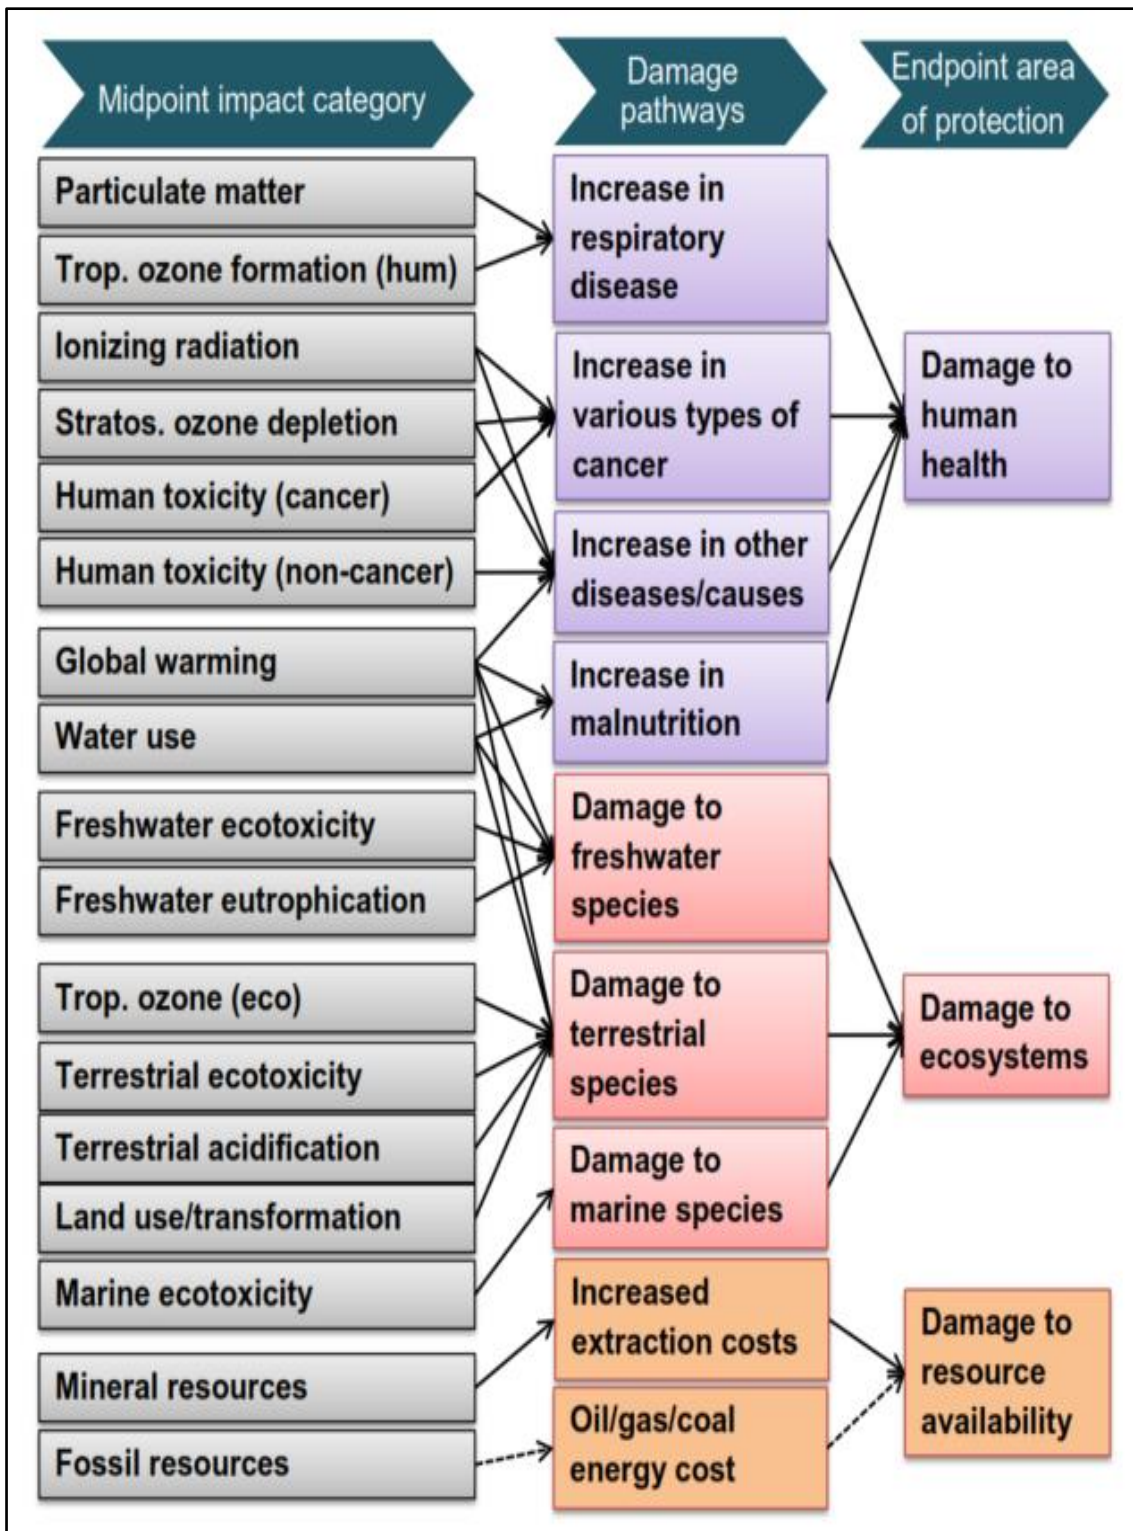 Midpoint impact category
Damage
pathways
Endpoint area
of protection
Particulate matter
Trop. ozone formation (hum)
Ionizing radiation
Stratos. ozone depletion
Human toxicity (cancer)
Human toxicity (non-cancer)
Global warming
Water use
Freshwater ecotoxicity
Freshwater eutrophication
Trop. ozone (eco)
Terrestrial ecotoxicity
Terrestrial acidification
Land use/transformation
Marine ecotoxicity
Mineral resources
Fossil resources
Increase in
respiratory
disease
Increase in
various types of
cancer
Increase in other
diseases/causes
Increase in
malnutrition
Damage to
freshwater
species
Damage to
terrestrial
species
Damage to
marine species
Increased
extraction costs
Oil/gas/coal
energy cost
Damage to
human
health
Damage to
ecosystems
Damage to
resource
availability